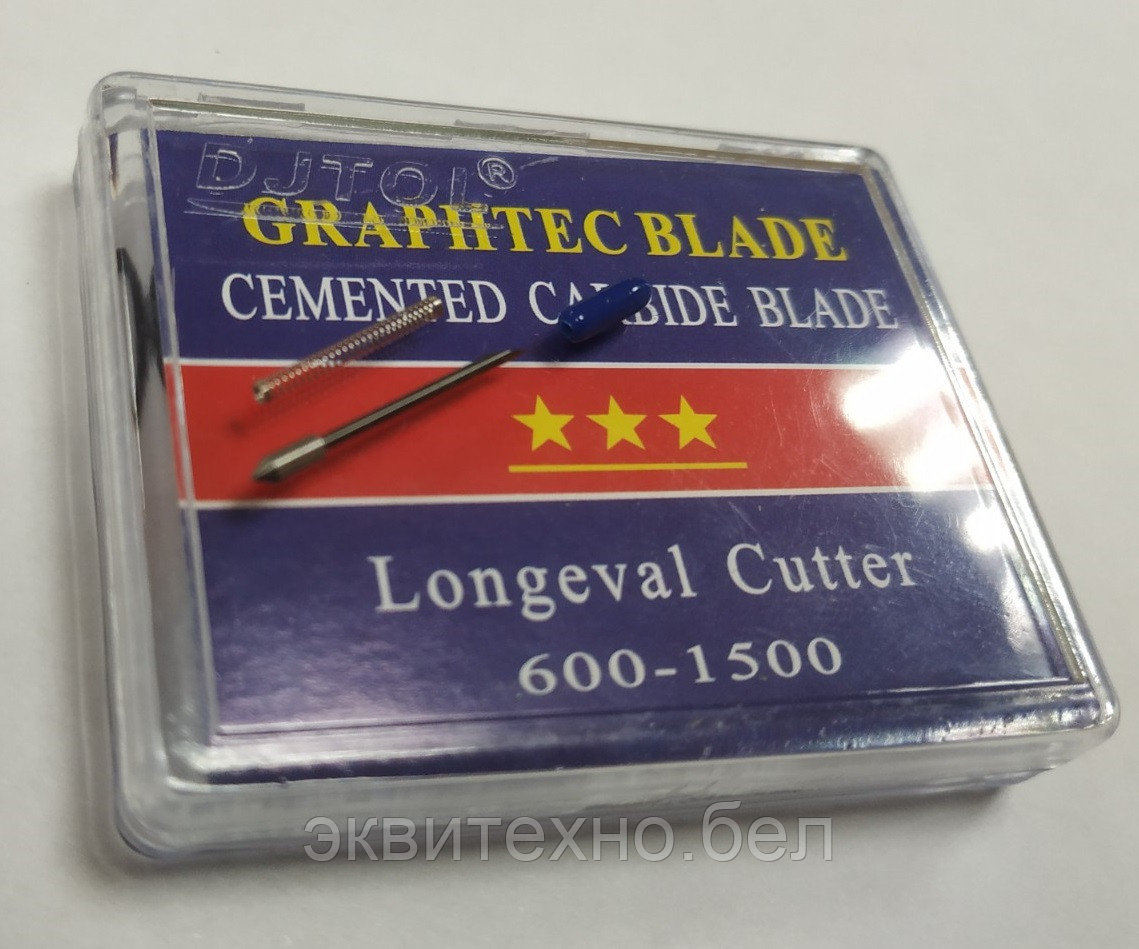 DJTOL®
GRAPHTEC BLADE
CEMENTED CARBIDE BLADE
Longeval Cutter
600-1500
эквитехно.бел